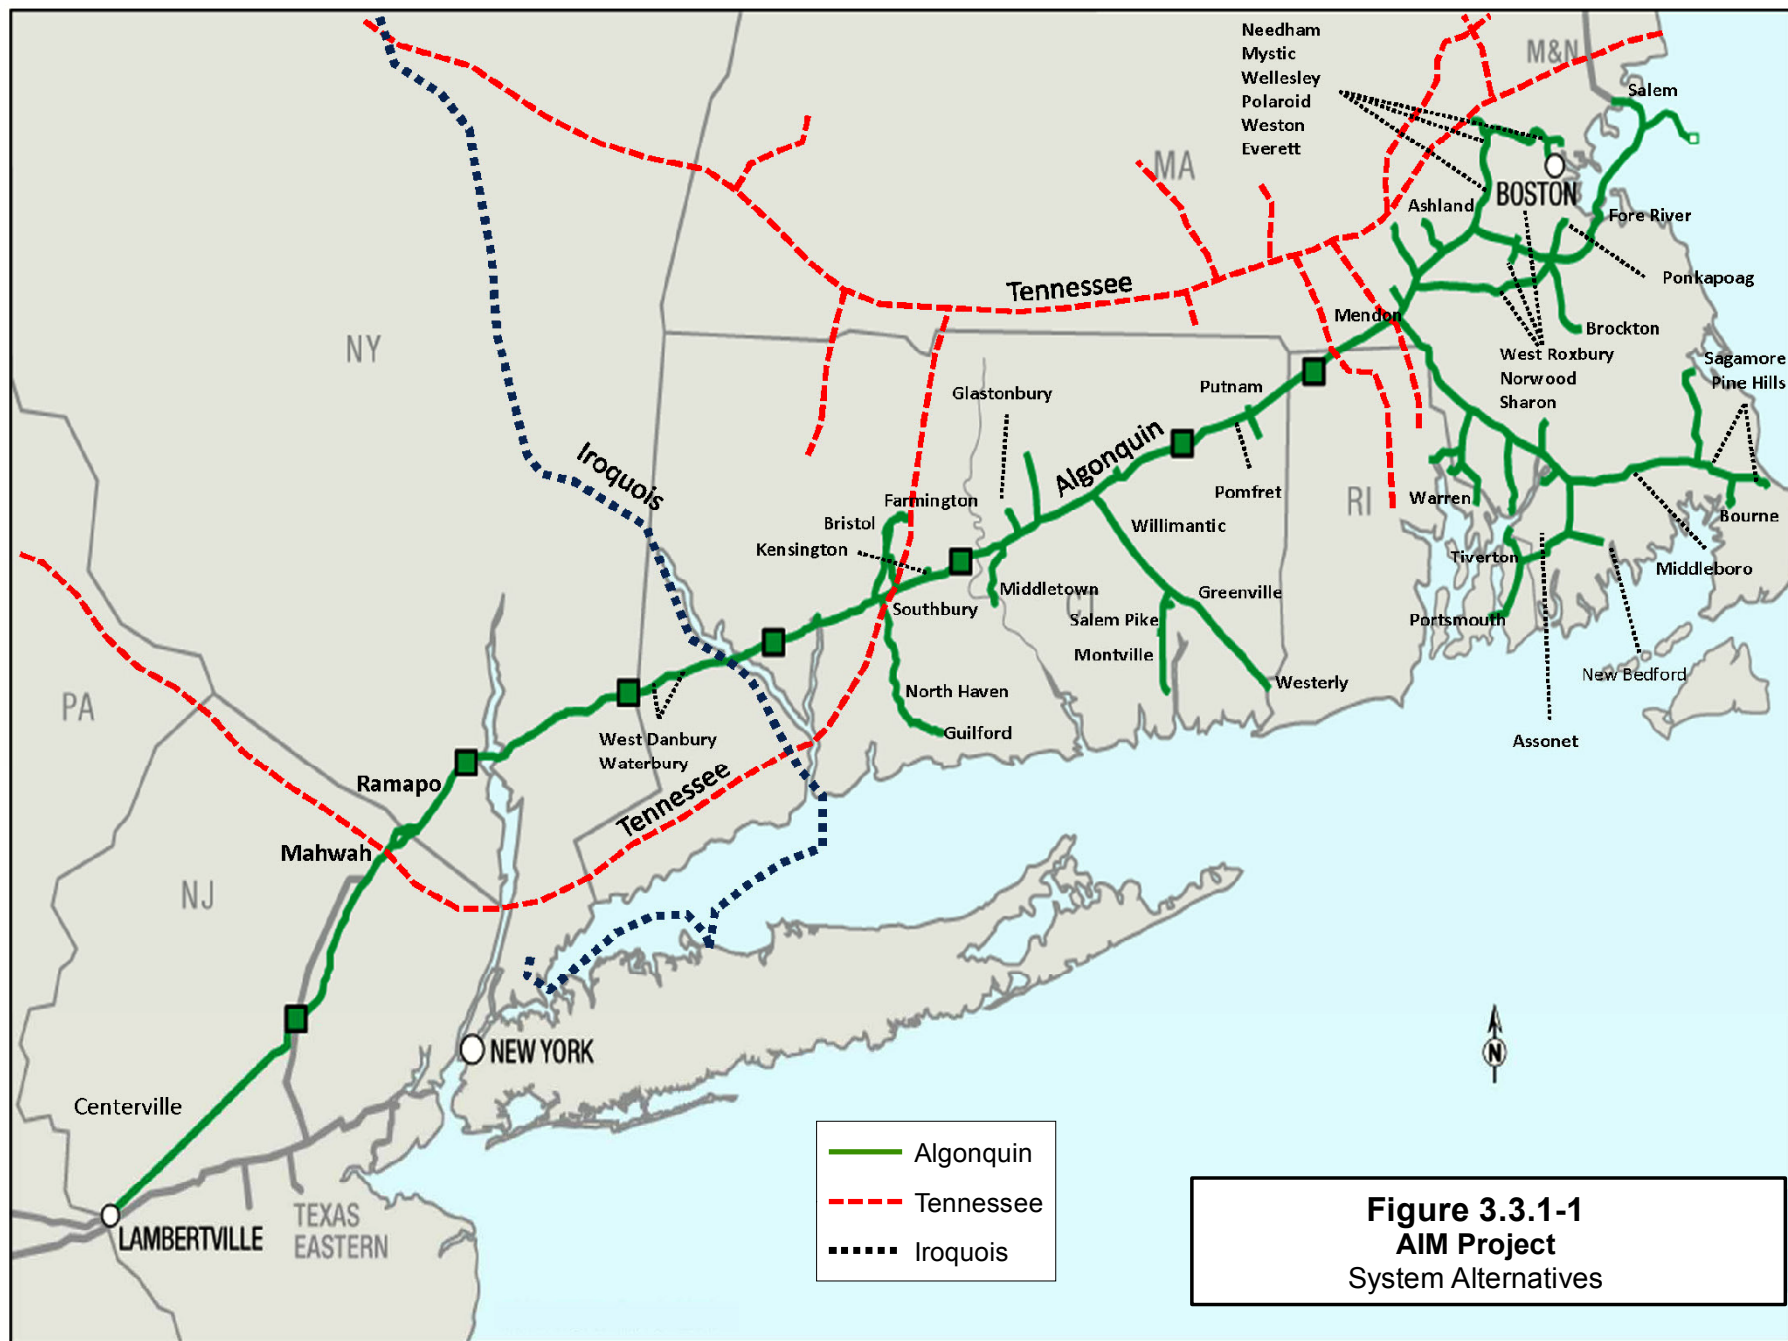 Needham
Mystic
Wellesley
Polaroid
Weston
Everett
M&N
Salem
MA
BOSTON
Ashland
Fore River
Ponkapoag
Tennessee
Mendon
Brockton
NY
West Roxbury
Norwood
Sharon
Sagamore
Pine Hills
Putnam
Glastonbury
Algonquin
Iroquois
Farmington
Pomfret
RI
Warren
Bristol
Willimantic
Bourne
Kensington
Tiverton
Middleboro
Middletown
CT
Greenville
Southbury
Salem Pike
Portsmouth
Montville
New Bedford
PA
North Haven
Westerly
Guilford
West Danbury
Waterbury
Assonet
Ramapo
Tennessee
Mahwah
NJ
NEW YORK
N
Centerville
LAMBERTVILLE
TEXAS
EASTERN
Algonquin
Tennessee
Iroquois
Figure 3.3.1-1
AIM Project
System Alternatives